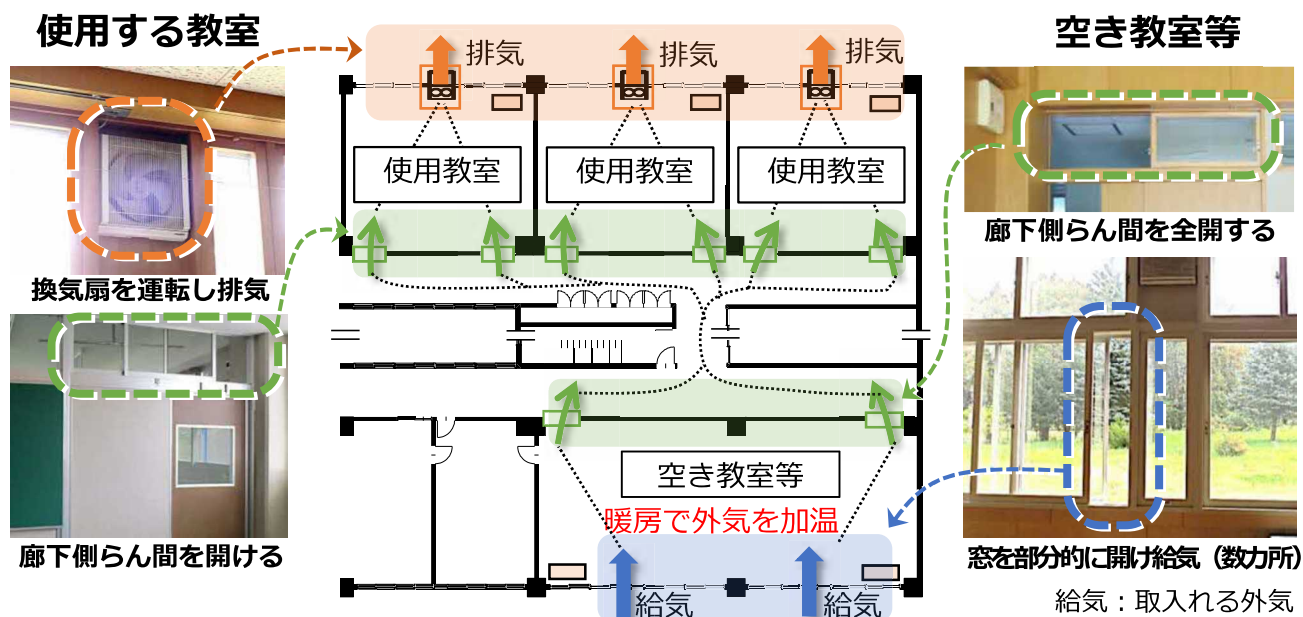 使用する教室
換気扇を運転し排気
廊下側らん間を開ける
排気
排気
排気
使用教室
使用教室
使用教室
空き教室等
暖房で外気を加温
給気
給気
空き教室等
廊下側らん間を全開する
窓を部分的に開け給気（数カ所）
給気：取入れる外気